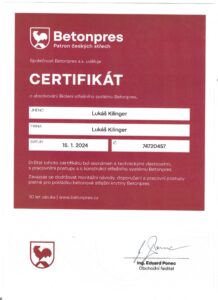 Betonpres
Patron českých střech
Společnost Betonpres s.r.o. uděluje
CERTIFIKÁT
o absolvování školení střešního systému Betonpres.
JMÉNO
Lukáš Kilinger
FIRMA
Lukáš Kilinger
DATUM
15. 1. 2024
IČ
74720457
Držitel tohoto certifikátu byl seznámen s technickými vlastnostmi,
s pracovními postupy a s konstrukcí střešního systému Betonpres.
Zavazuje se dodržovat montážní návody, doporučení a pracovní postupy
platné pro pokládku betonové střešní krytiny Betonpres.
30 let záruka | www.betonpres.cz
Ing. Eduard Ponec
Obchodní ředitel